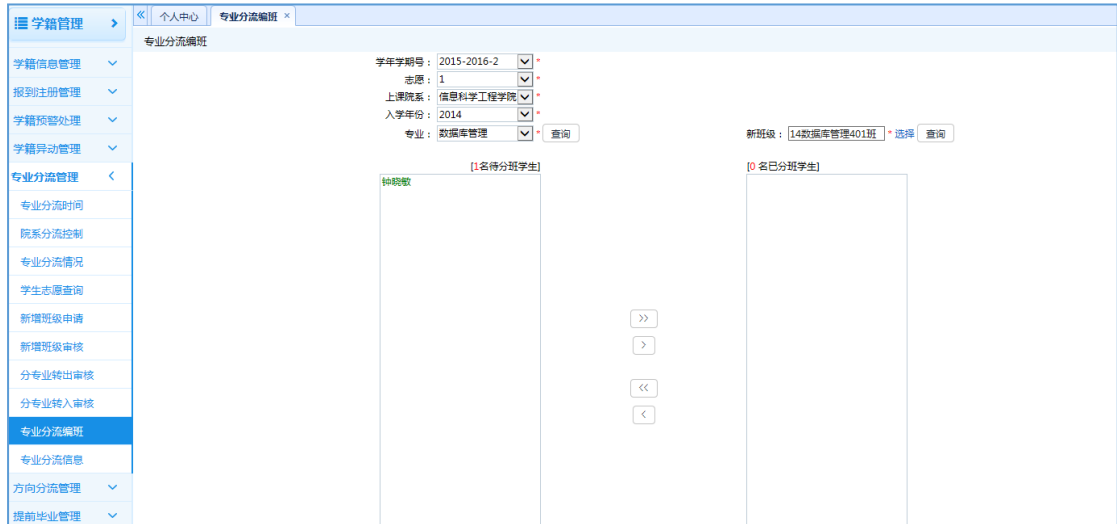 学籍管理
个人中心 专业分流编班 ×
专业分流编班
学籍信息管理
报到注册管理
学籍预警处理
学籍异动管理
专业分流管理
专业分流时间
院系分流控制
专业分流情况
学生志愿查询
新增班级申请
新增班级审核
分专业转出审核
分专业转入审核
专业分流编班
专业分流信息
方向分流管理
提前毕业管理
学年学期号： 2015-2016-2 *
志愿： 1 *
上课院系： 信息科学工程学院 *
入学年份： 2014 *
专业： 数据库管理 * 查询
新班级： 14数据库管理401班 * 选择 查询
[1名待分班学生]
[0 名已分班学生]
钟晓敏
>>
>
<<
<